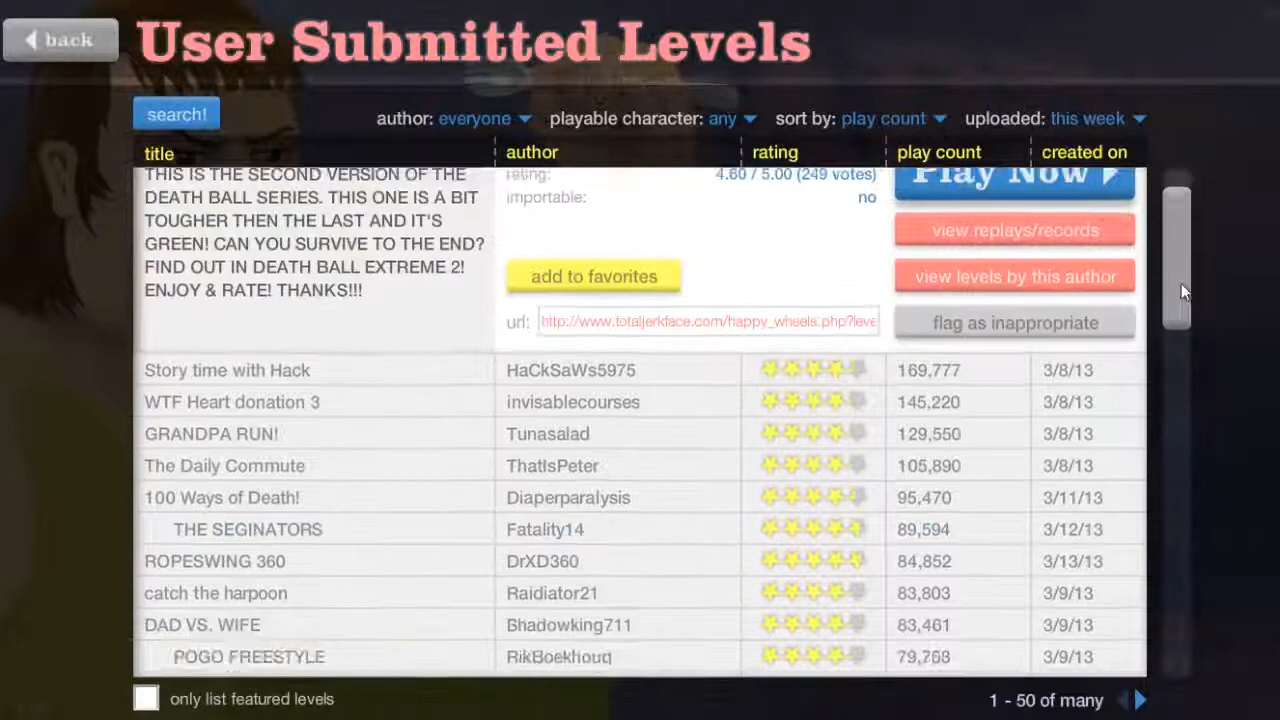 back
User Submitted Levels
search!
author: everyone playable character: any sort by: play count uploaded: this week
title author rating play count created on
THIS IS THE SECOND VERSION OF THE
DEATH BALL SERIES. THIS ONE IS A BIT
TOUGHER THEN THE LAST AND IT'S
GREEN! CAN YOU SURVIVE TO THE END?
FIND OUT IN DEATH BALL EXTREME 2!
ENJOY & RATE! THANKS!!!
rating: 4.60 / 5.00 (249 votes)
importable: no
add to favorites
url: http://www.totaljerkface.com/happy_wheels.php?leve
Play Now
view replays/records
view levels by this author
flag as inappropriate
Story time with Hack HaCkSaWs5975 169,777 3/8/13
WTF Heart donation 3 invisablecourses 145,220 3/8/13
GRANDPA RUN! Tunasalad 129,550 3/8/13
The Daily Commute ThatIsPeter 105,890 3/8/13
100 Ways of Death! Diaperparalysis 95,470 3/11/13
THE SEGINATORS Fatality14 89,594 3/12/13
ROPESWING 360 DrXD360 84,852 3/13/13
catch the harpoon Raidiator21 83,803 3/9/13
DAD VS. WIFE Bhadowking711 83,461 3/9/13
POGO FREESTYLE RikBoekhoud 79,768 3/9/13
only list featured levels
1 - 50 of many